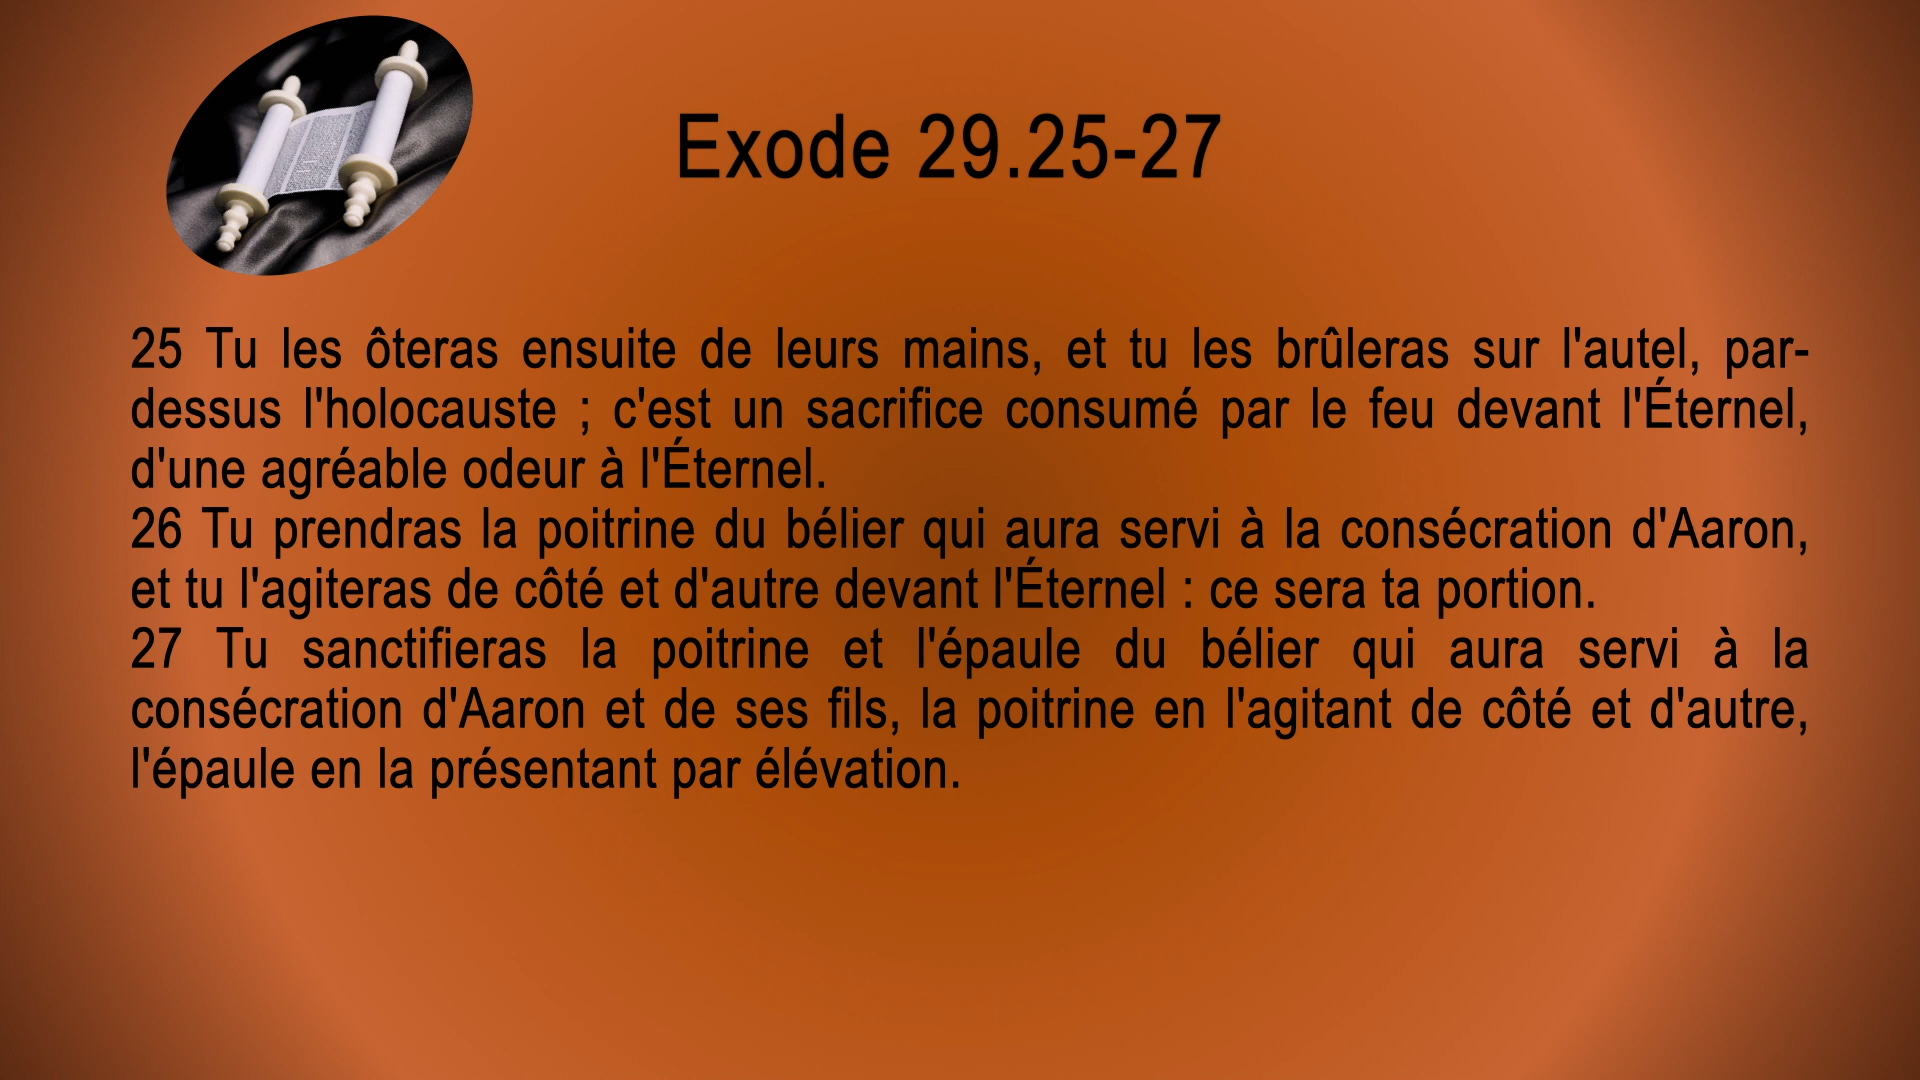 Exode 29.25-27
25 Tu les ôteras ensuite de leurs mains, et tu les brûleras sur l'autel, par-
dessus l'holocauste ; c'est un sacrifice consumé par le feu devant l'Éternel,
d'une agréable odeur à l'Éternel.
26 Tu prendras la poitrine du bélier qui aura servi à la consécration d'Aaron,
et tu l'agiteras de côté et d'autre devant l'Éternel : ce sera ta portion.
27 Tu sanctifieras la poitrine et l'épaule du bélier qui aura servi à la
consécration d'Aaron et de ses fils, la poitrine en l'agitant de côté et d'autre,
l'épaule en la présentant par élévation.